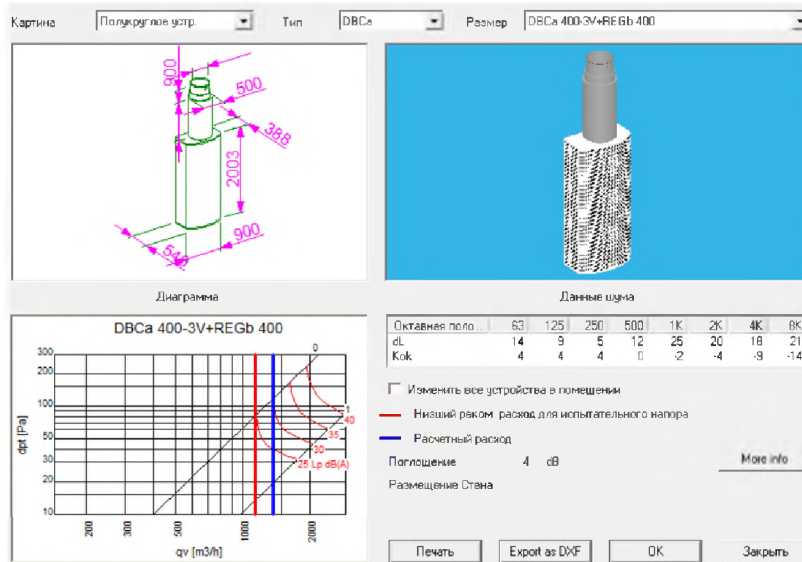 Картина Полукруглое устр. Тип DBCa Размер DBCa 400-3V+REGb 400
900
500
388
2003
900
548
Диаграмма
Данные шума
DBCa 400-3V+REGb 400
Октавная поло... 63 125 250 500 1K 2K 4K 8K
dL 14 9 5 12 25 20 18 21
Kok 4 4 4 0 -2 -4 -9 -14
Изменить все устройства в помещении
Низший реком. расход для испытательного напора
Расчетный расход
Поглощение 4 dB
More info
Размещение Стена
0
300
200
100
50
30
20
10
dpt [Pa]
1
40
35
30
25 Lp dB(A)
200 300 500 1000 2000
qv [m3/h]
Печать Export as DXF OK Закрыть